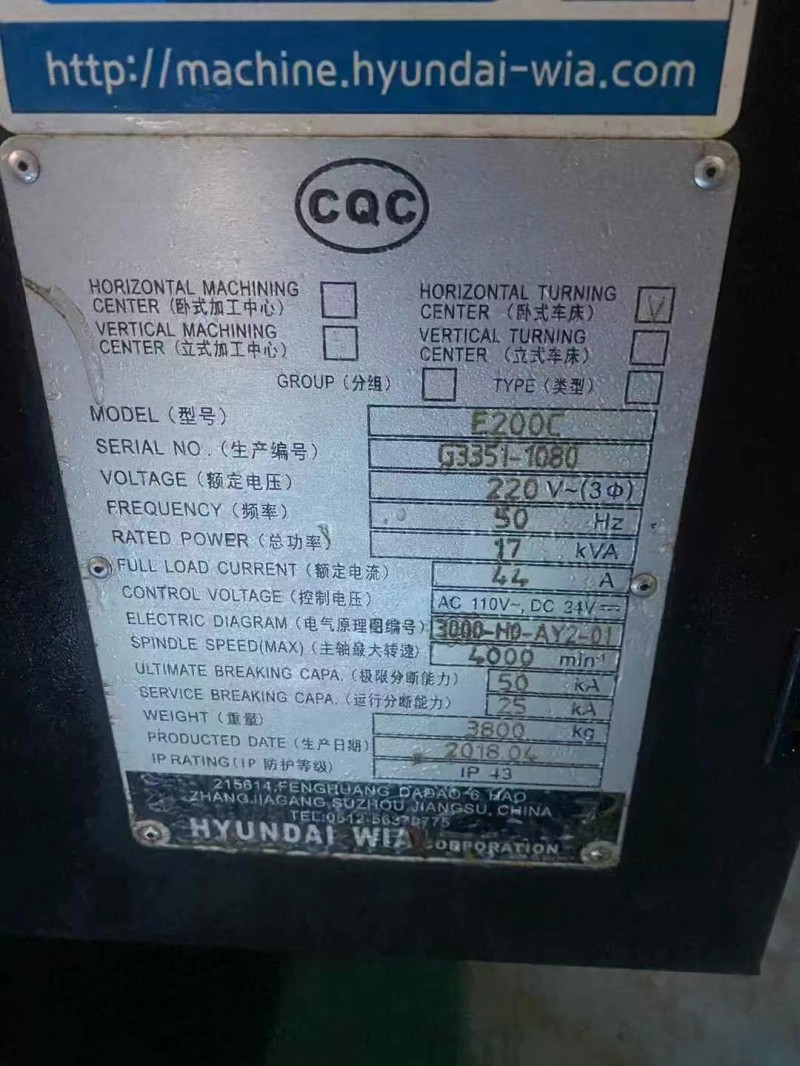 http://machine.hyundai-wia.com
CQC
HORIZONTAL MACHINING CENTER (卧式加工中心)
HORIZONTAL TURNING CENTER (卧式车床) V
VERTICAL MACHINING CENTER (立式加工中心)
VERTICAL TURNING CENTER (立式车床)
GROUP (分组) TYPE (类型)
MODEL (型号) E200C
SERIAL NO. (生产编号) G3351-1080
VOLTAGE (额定电压) 220 V~(3Φ)
FREQUENCY (频率) 50 Hz
RATED POWER (总功率) 17 kVA
FULL LOAD CURRENT (额定电流) 44 A
CONTROL VOLTAGE (控制电压) AC 110V~, DC 24V
ELECTRIC DIAGRAM (电气原理图编号) 3000-H0-AY2-01
SPINDLE SPEED(MAX) (主轴最大转速) 4000 min-1
ULTIMATE BREAKING CAPA. (极限分断能力) 50 kA
SERVICE BREAKING CAPA. (运行分断能力) 25 kA
WEIGHT (重量) 3800 kg
PRODUCTED DATE (生产日期) 2018.04
IP RATING (IP 防护等级) IP 43
215614, FENGHUANG DADAO 6 HAO
ZHANGJIAGANG SUZHOU, JIANGSU, CHINA
TEL:0512-56378775
HYUNDAI WIA CORPORATION